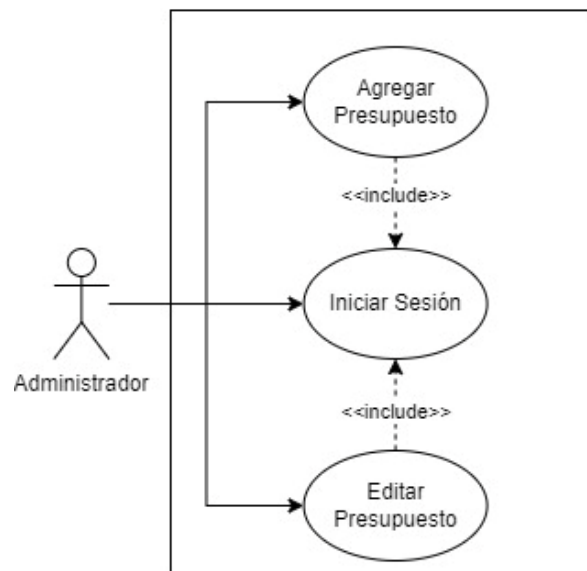 Agregar
Presupuesto
<<include>>
Iniciar Sesión
Administrador
<<include>>
Editar
Presupuesto